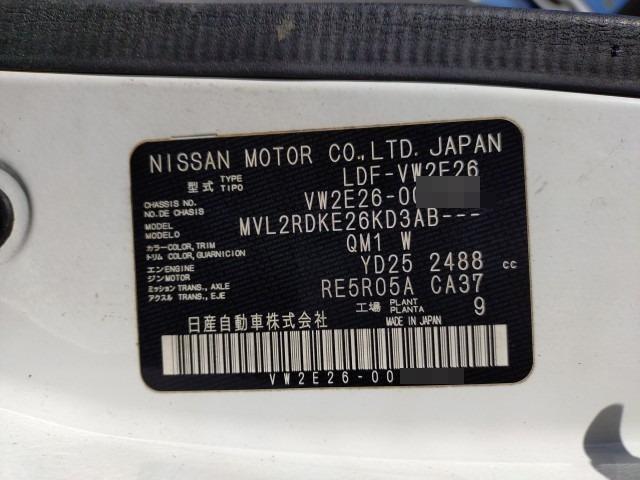 NISSAN MOTOR CO.,LTD. JAPAN
型式 TYPE TIPO LDF-VW2E26
CHASSIS NO. NO.DE CHASIS VW2E26-00
MODEL MODELO MVL2RDKE26KD3AB---
カラー COLOR, TRIM トリム COLOR, GUARNICION QM1 W
エンジン ENGINE MOTOR YD25 2488 cc
ミッション TRANS., AXLE アクスル TRANS., EJE RE5R05A CA37
工場 PLANT PLANTA 9
日産自動車株式会社 MADE IN JAPAN
VW2E26-00